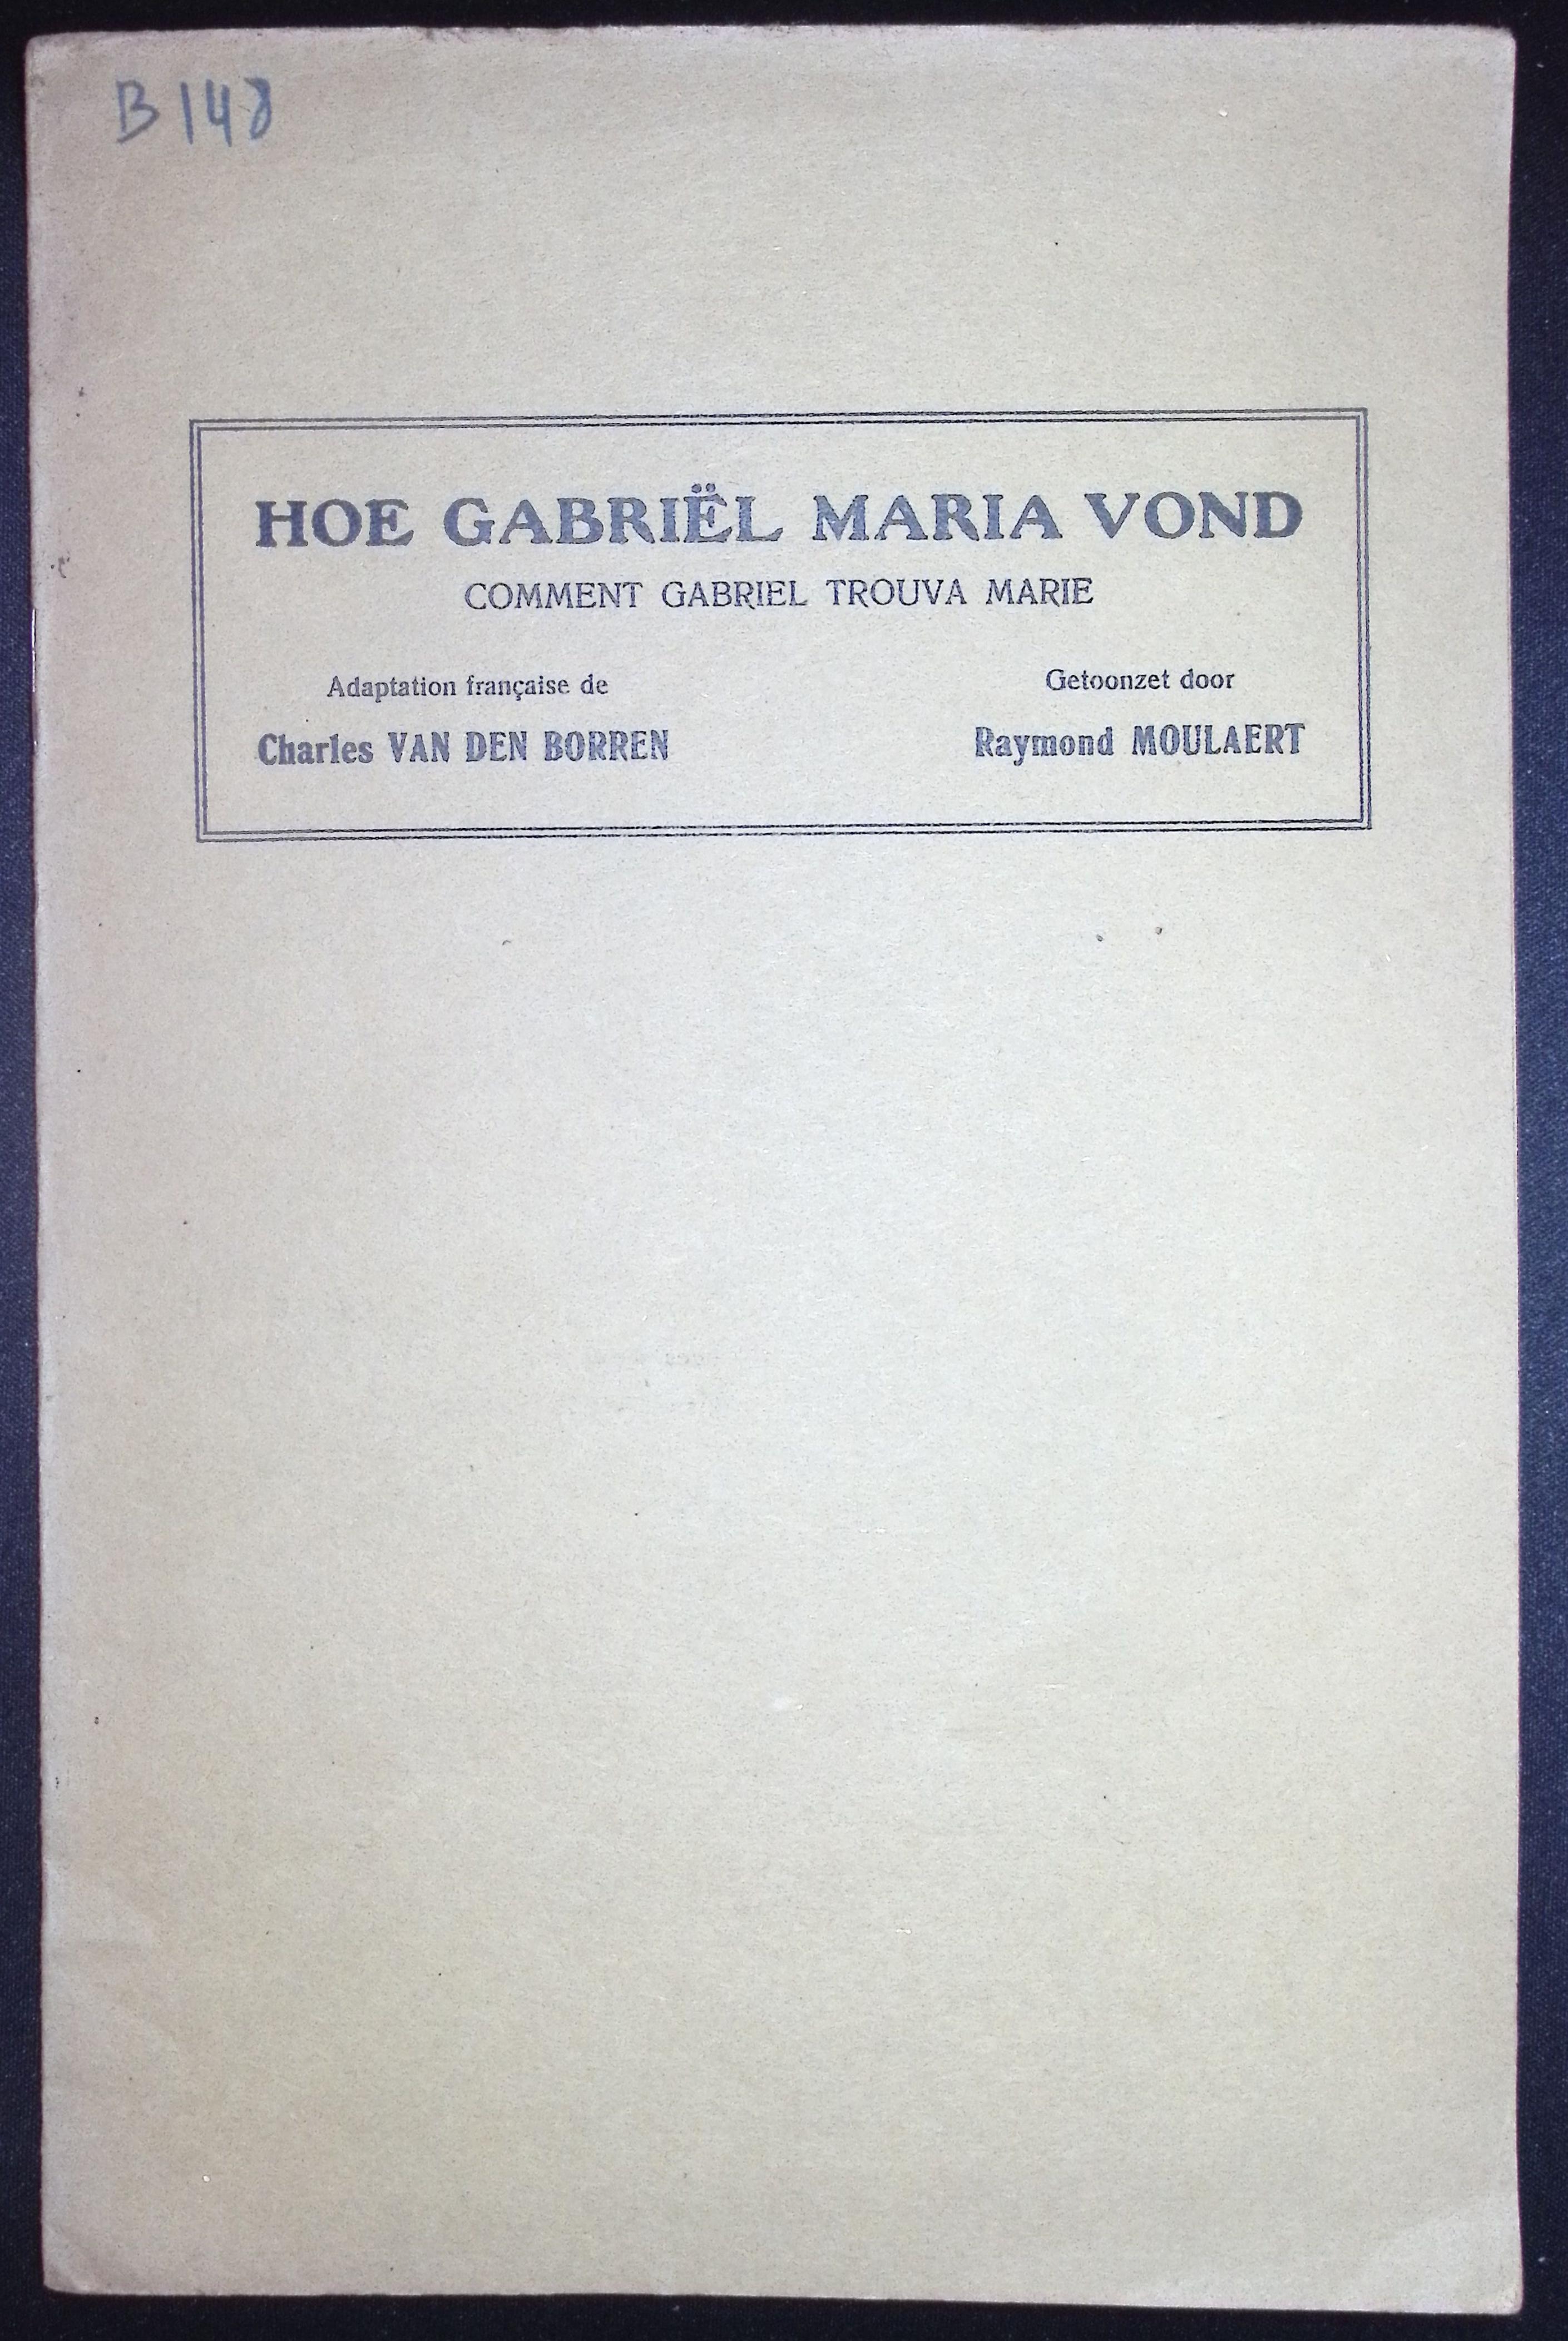 B 148
HOE GABRIËL MARIA VOND
COMMENT GABRIEL TROUVA MARIE
Adaptation française de
Charles VAN DEN BORREN
Getoonzet door
Raymond MOULAERT